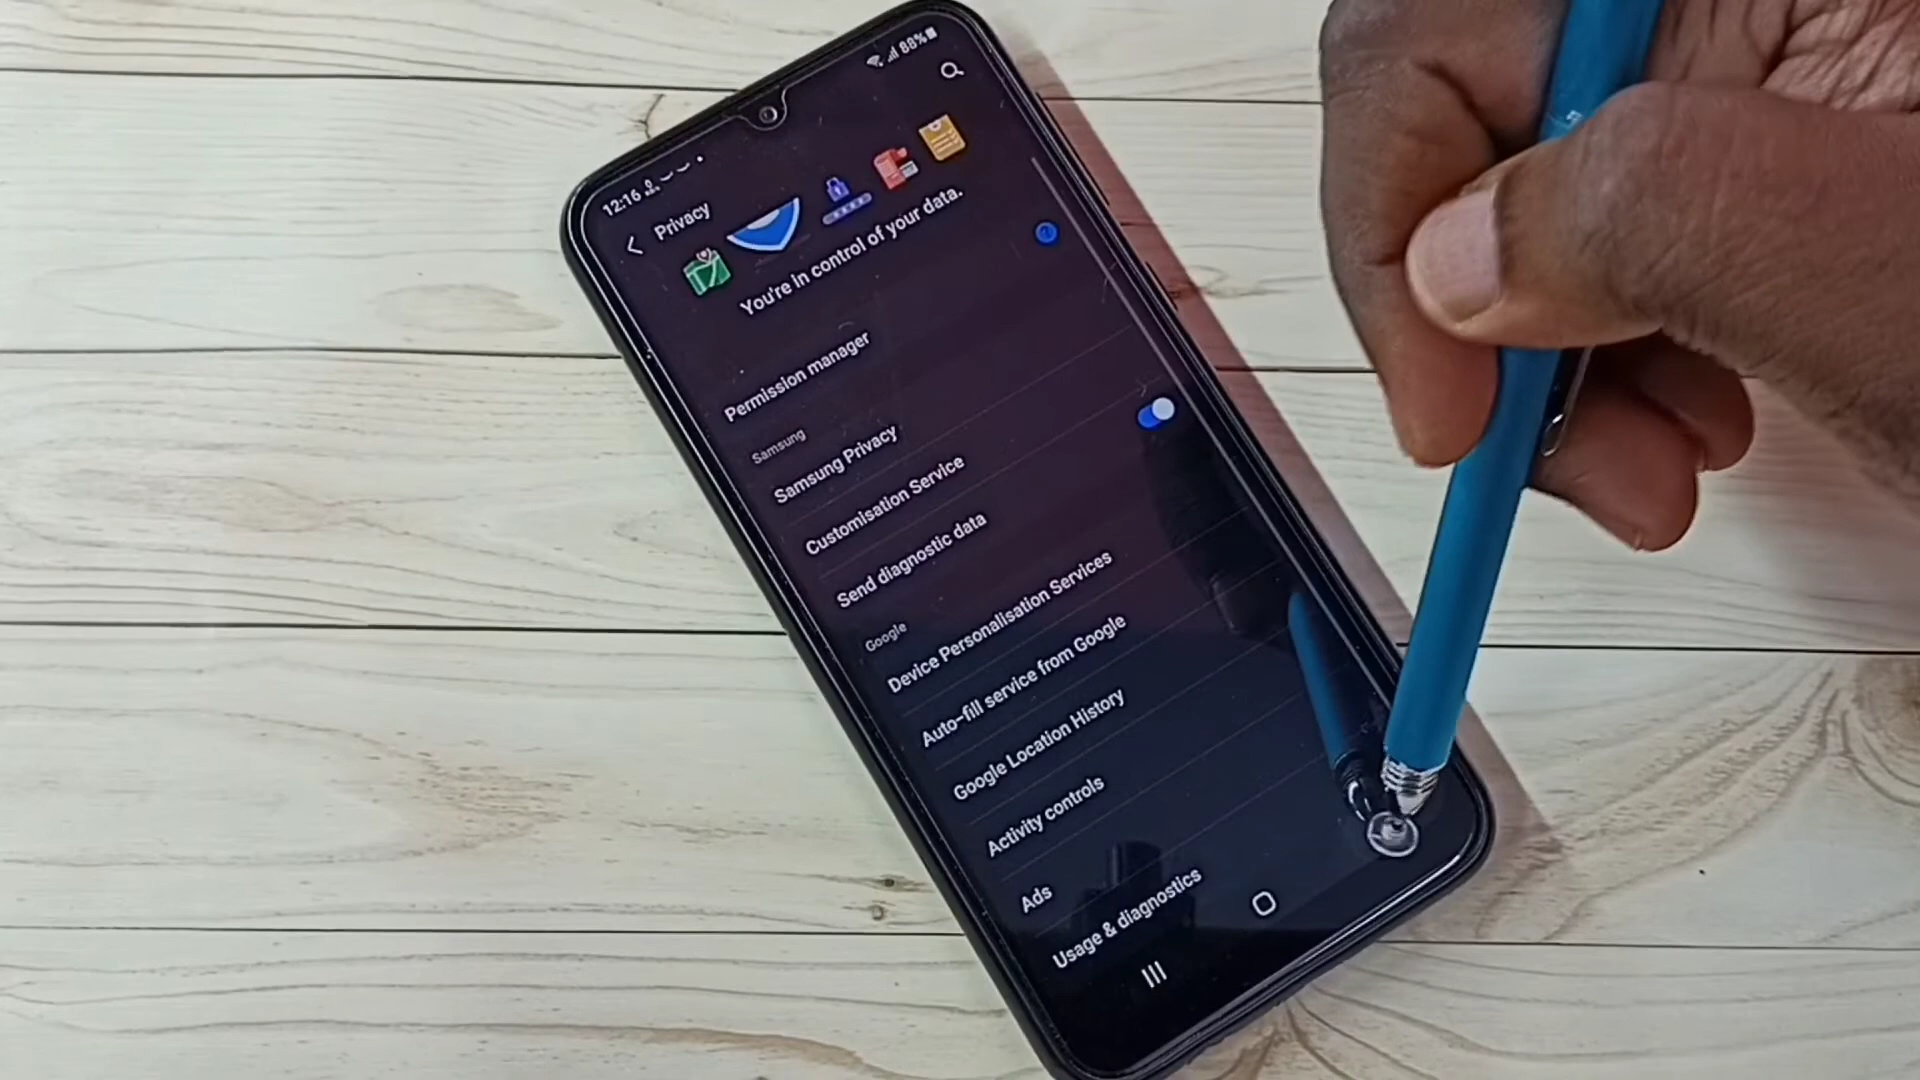 12:16
88%
Privacy
You're in control of your data.
Permission manager
Samsung
Samsung Privacy
Customisation Service
Send diagnostic data
Google
Device Personalisation Services
Auto-fill service from Google
Google Location History
Activity controls
Ads
Usage & diagnostics